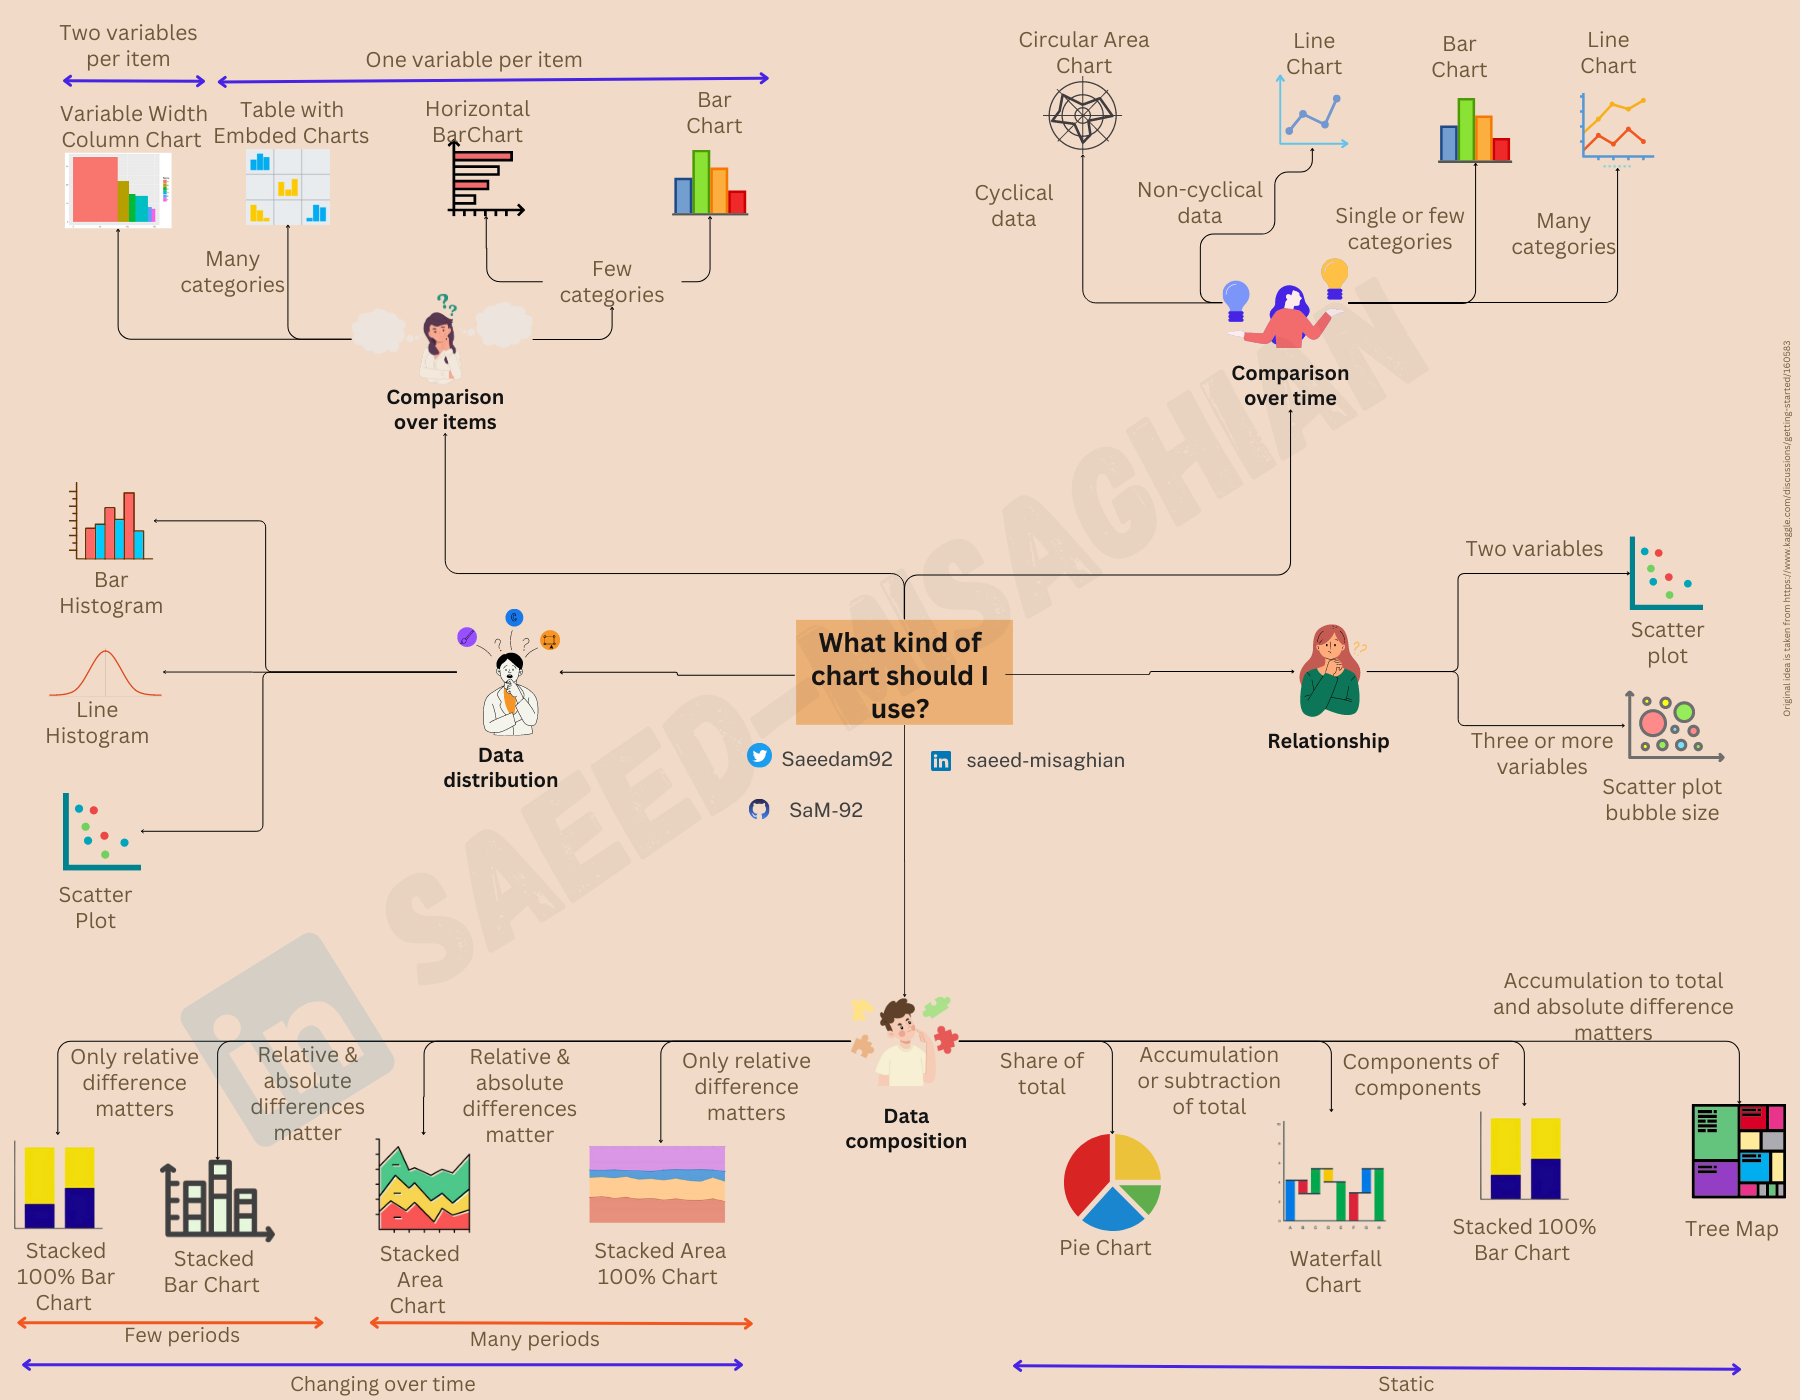 Two variables
per item
One variable per item
Variable Width
Column Chart
Table with
Embded Charts
Horizontal
BarChart
Bar
Chart
Many
categories
Few
categories
Comparison
over items
Circular Area
Chart
Line
Chart
Bar
Chart
Line
Chart
Cyclical
data
Non-cyclical
data
Single or few
categories
Many
categories
Comparison
over time
Original idea is taken from https://www.kaggle.com/discussions/getting-started/160583
Bar
Histogram
Line
Histogram
Scatter
Plot
Data
distribution
What kind of
chart should I
use?
Saeedam92
saeed-misaghian
SaM-92
Relationship
Two variables
Scatter
plot
Three or more
variables
Scatter plot
bubble size
SAEED-MISAGHIAN
in
Data
composition
Only relative
difference
matters
Relative &
absolute
differences
matter
Relative &
absolute
differences
matter
Only relative
difference
matters
Share of
total
Accumulation
or subtraction
of total
Components of
components
Accumulation to total
and absolute difference
matters
Stacked
100% Bar
Chart
Stacked
Bar Chart
Stacked
Area
Chart
Stacked Area
100% Chart
Pie Chart
Waterfall
Chart
Stacked 100%
Bar Chart
Tree Map
Few periods
Many periods
Changing over time
Static